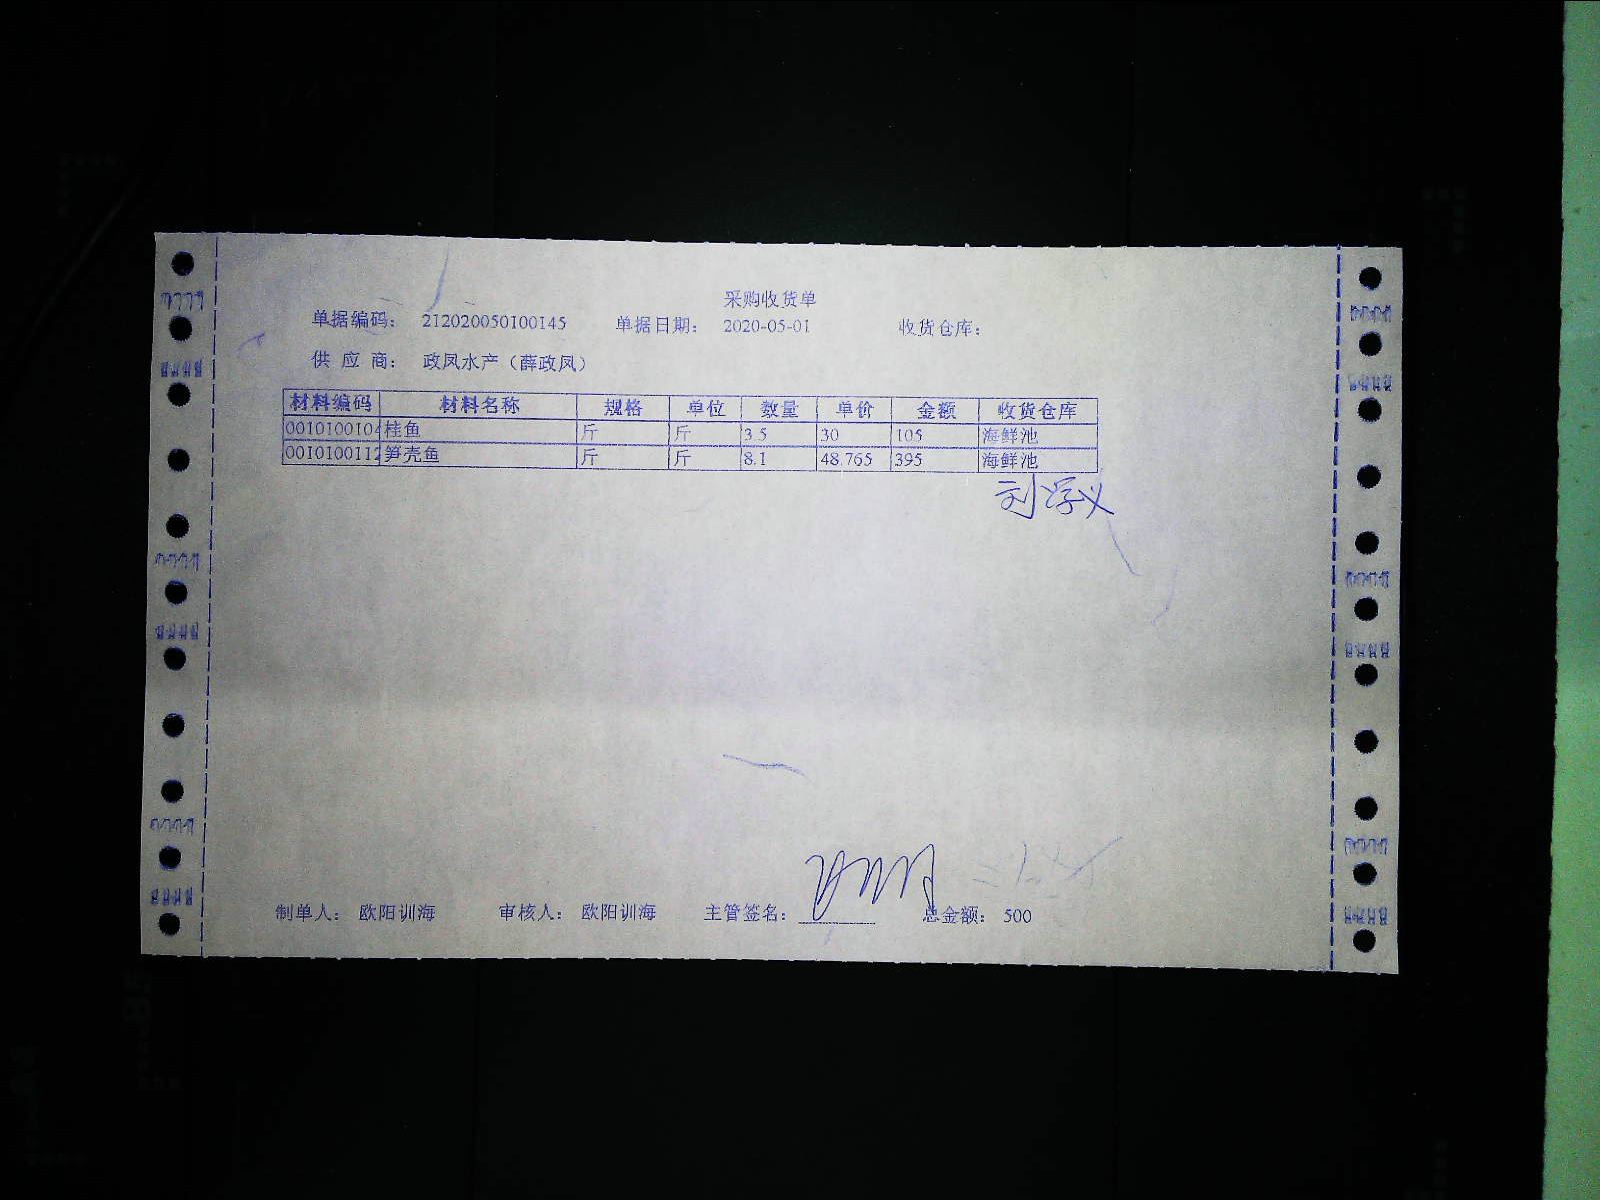 采购收货单
单据编码： 212020050100145 单据日期： 2020-05-01 收货仓库：
供 应 商： 政凤水产（薛政凤）
材料编码 材料名称 规格 单位 数量 单价 金额 收货仓库
0010100104 桂鱼 斤 斤 3.5 30 105 海鲜池
0010100112 笋壳鱼 斤 斤 8.1 48.765 395 海鲜池
制单人： 欧阳训海 审核人： 欧阳训海 主管签名： 总金额： 500